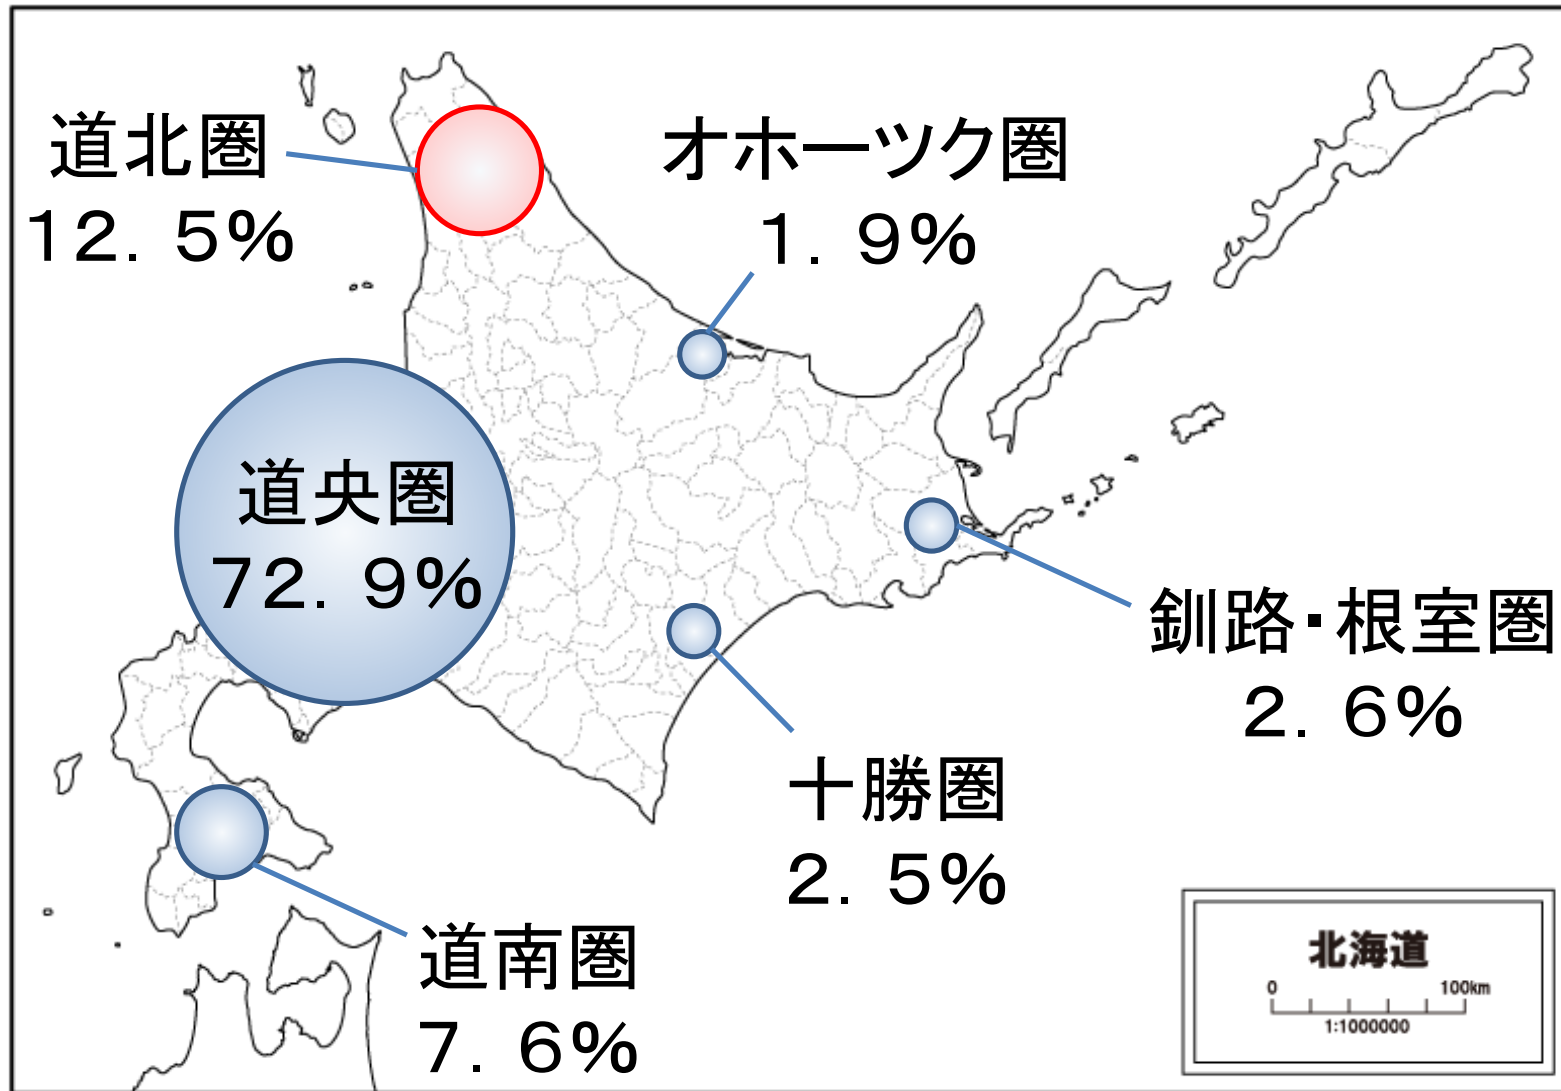 道北圏
12．5%
オホーツク圏
1．9%
道央圏
72．9%
釧路・根室圏
2．6%
十勝圏
2．5%
道南圏
7．6%
北海道
0 100km
1:1000000